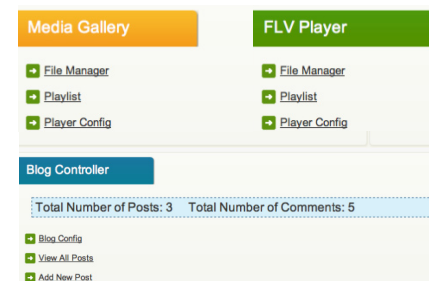 Media Gallery
File Manager
Playlist
Player Config
FLV Player
File Manager
Playlist
Player Config
Blog Controller
Total Number of Posts: 3 Total Number of Comments: 5
Blog Config
View All Posts
Add New Post